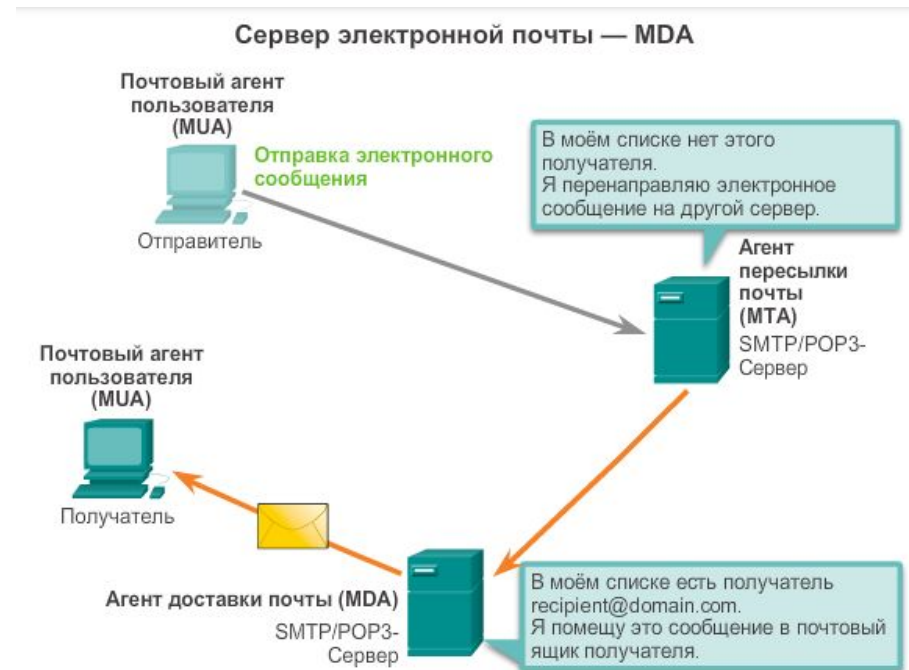 Сервер электронной почты — MDA
Почтовый агент
пользователя
(MUA)
Отправка электронного
сообщения
Отправитель
В моём списке нет этого
получателя.
Я перенаправляю электронное
сообщение на другой сервер.
Агент
пересылки
почты
(MTA)
SMTP/POP3-
Сервер
Почтовый агент
пользователя
(MUA)
Получатель
Агент доставки почты (MDA)
SMTP/POP3-
Сервер
В моём списке есть получатель
recipient@domain.com.
Я помещу это сообщение в почтовый
ящик получателя.